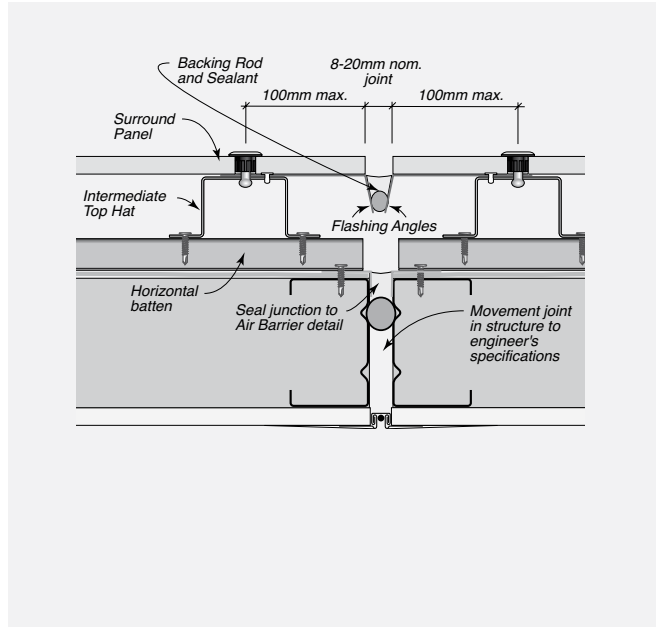 Backing Rod
and Sealant
8-20mm nom.
joint
100mm max.
100mm max.
Surround
Panel
Intermediate
Top Hat
Flashing Angles
Horizontal
batten
Seal junction to
Air Barrier detail
Movement joint
in structure to
engineer's
specifications